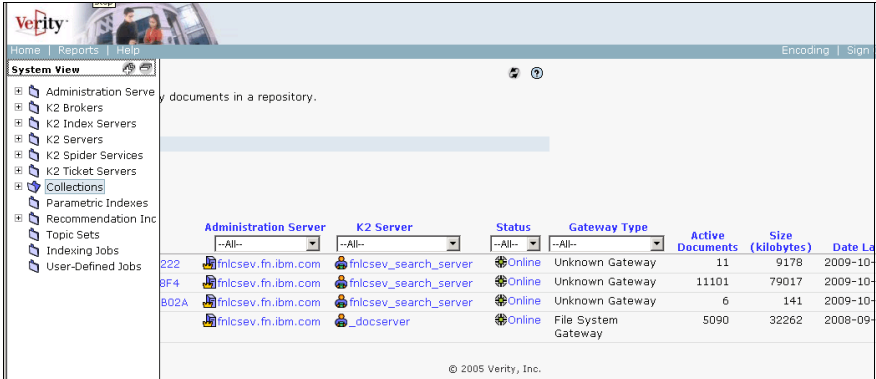 Stop
Verity
Home | Reports | Help
Encoding | Sign
System View
Administration Serve
K2 Brokers
K2 Index Servers
K2 Servers
K2 Spider Services
K2 Ticket Servers
Collections
Parametric Indexes
Recommendation Inc
Topic Sets
Indexing Jobs
User-Defined Jobs
y documents in a repository.
Administration Server K2 Server Status Gateway Type Active Documents Size (kilobytes) Date La
--All-- --All-- --All-- --All--
222 fnlcsev.fn.ibm.com fnlcsev_search_server Online Unknown Gateway 11 9178 2009-10-
8F4 fnlcsev.fn.ibm.com fnlcsev_search_server Online Unknown Gateway 11101 79017 2009-10-
B02A fnlcsev.fn.ibm.com fnlcsev_search_server Online Unknown Gateway 6 141 2009-10-
fnlcsev.fn.ibm.com _docserver Online File System Gateway 5090 32262 2008-09-
© 2005 Verity, Inc.